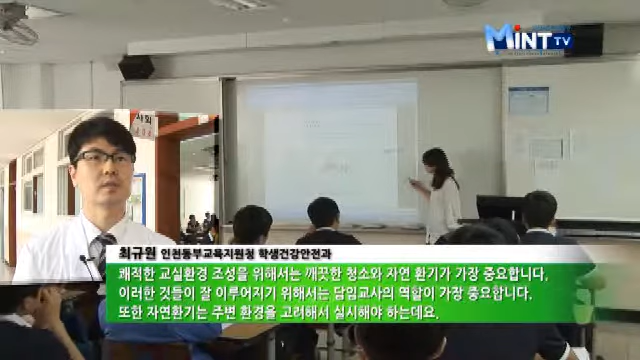 MINT TV
사회
최규원 인천동부교육지원청 학생건강안전과
쾌적한 교실환경 조성을 위해서는 깨끗한 청소와 자연 환기가 가장 중요합니다.
이러한 것들이 잘 이루어지기 위해서는 담임교사의 역할이 가장 중요합니다.
또한 자연환기는 주변 환경을 고려해서 실시해야 하는데요.